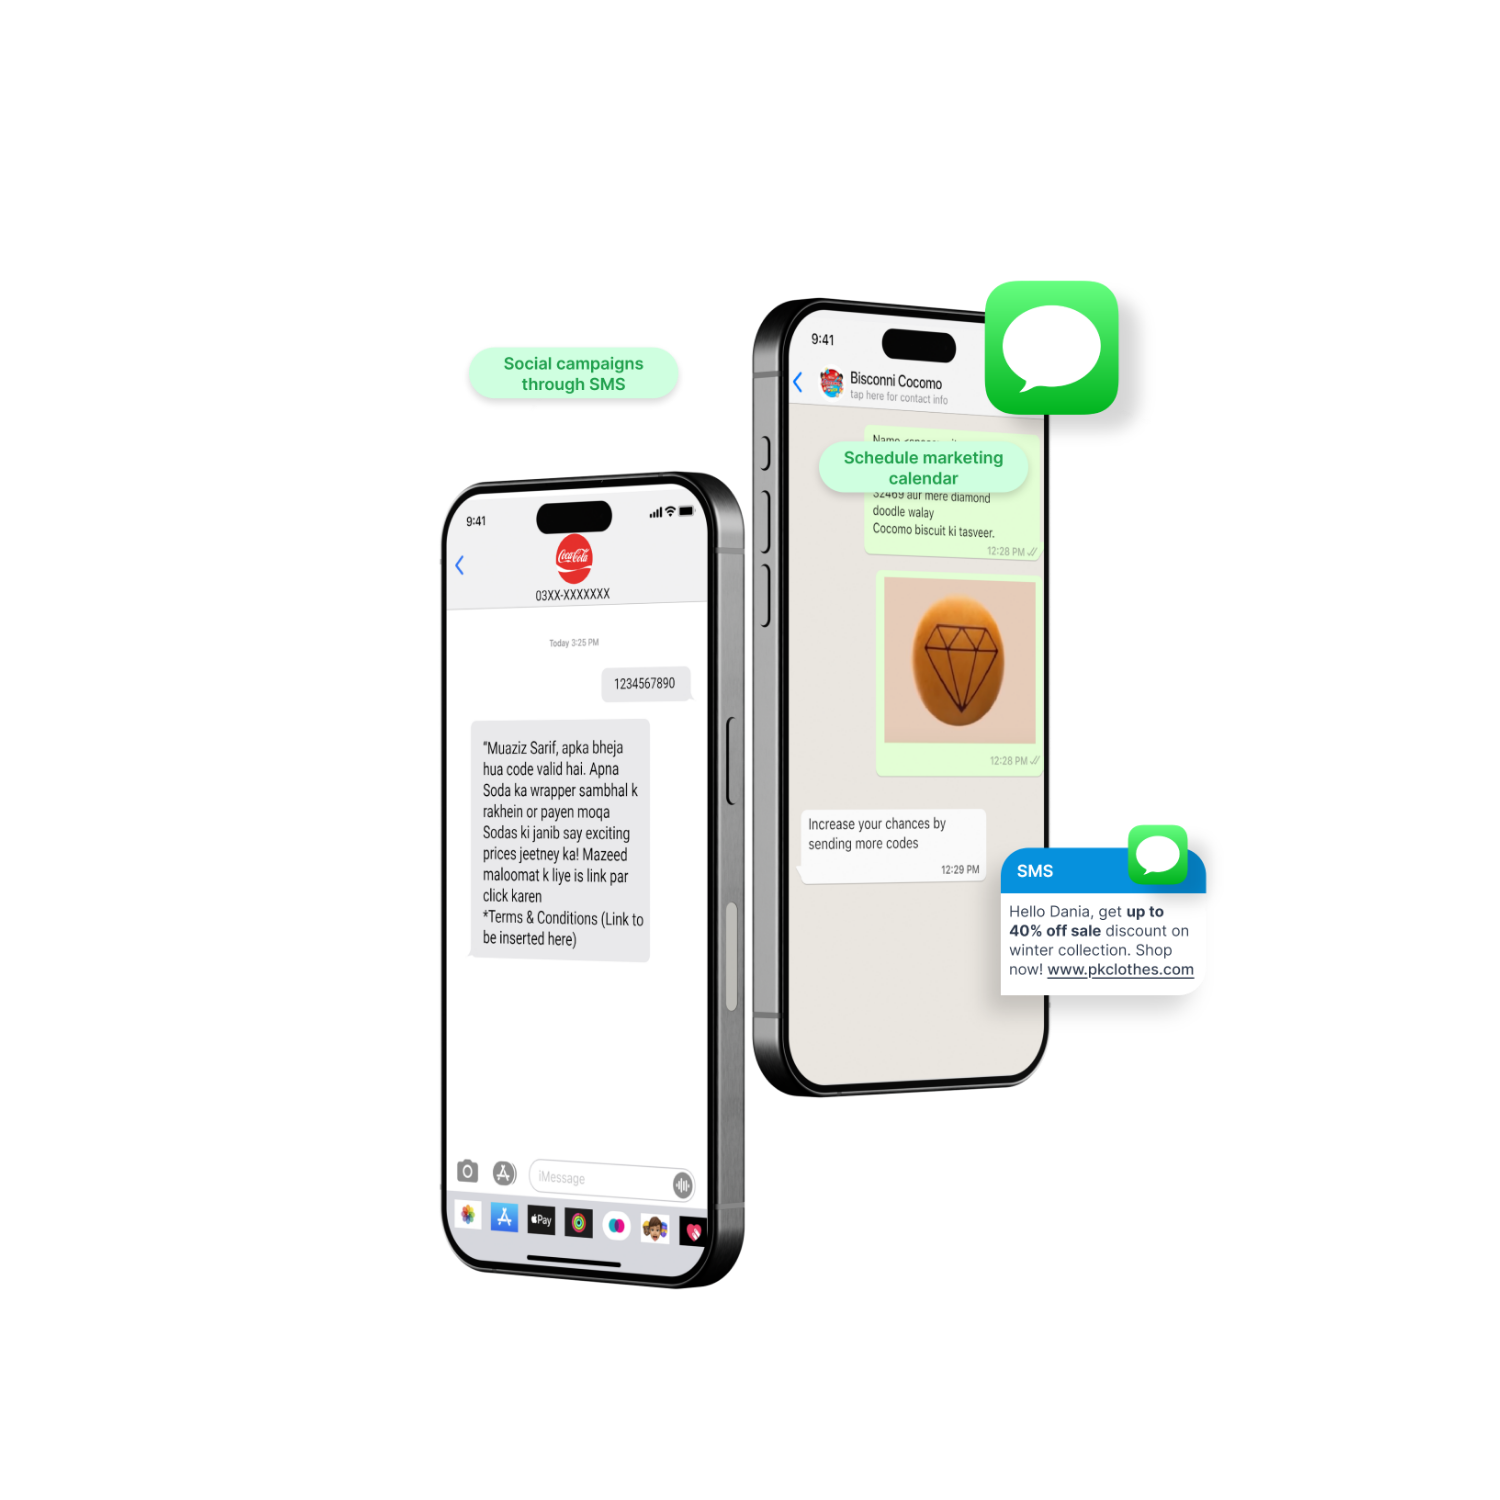 Social campaigns
through SMS
9:41
Coca-Cola
03XX-XXXXXXX
Today 3:25 PM
1234567890
"Muaziz Sarif, apka bheja
hua code valid hai. Apna
Soda ka wrapper sambhal k
rakhein or payen moqa
Sodas ki janib say exciting
prices jeetney ka! Mazeed
maloomat k liye is link par
click karen
*Terms & Conditions (Link to
be inserted here)
iMessage
Pay
9:41
Bisconni Cocomo
tap here for contact info
Name
Schedule marketing
calendar
32469 aur mere diamond
doodle walay
Cocomo biscuit ki tasveer.
12:28 PM
12:28 PM
Increase your chances by
sending more codes
12:29 PM
SMS
Hello Dania, get up to
40% off sale discount on
winter collection. Shop
now! www.pkclothes.com